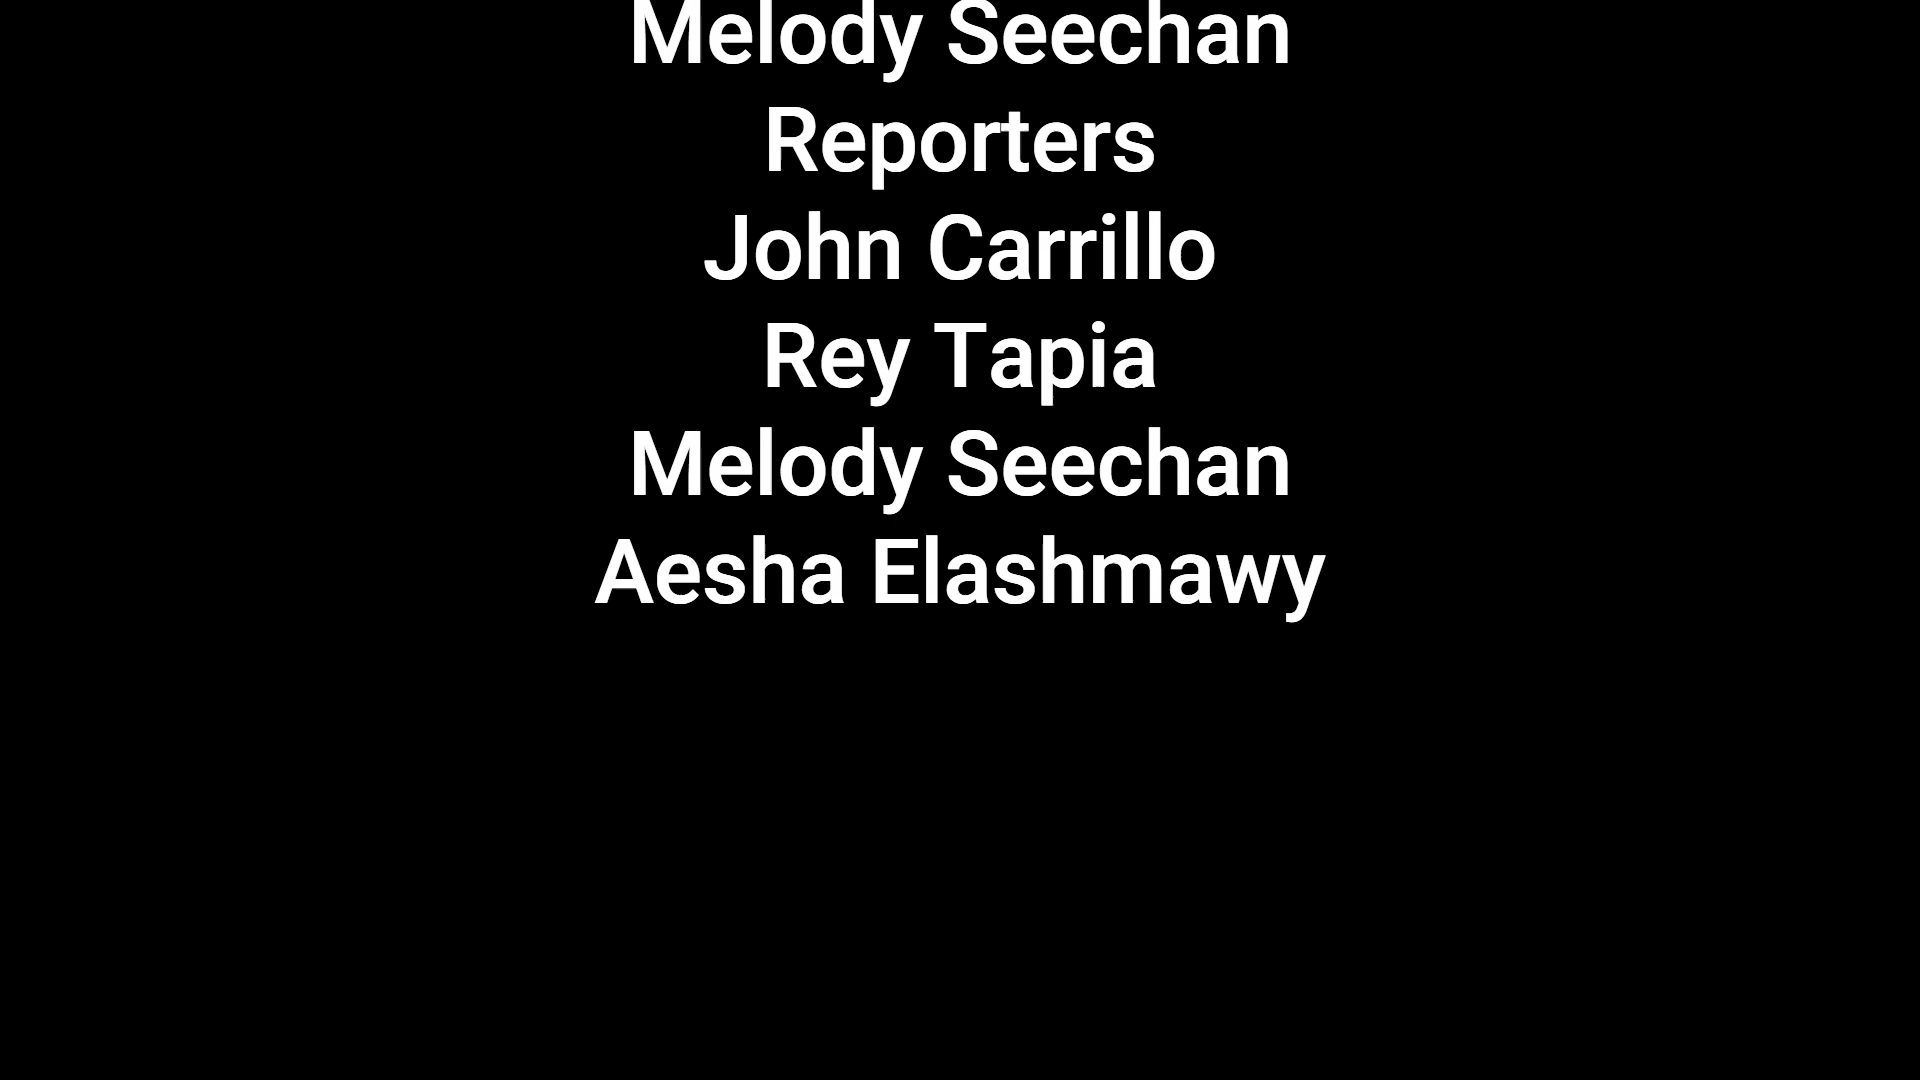 Melody Seechan
Reporters
John Carrillo
Rey Tapia
Melody Seechan
Aesha Elashmawy